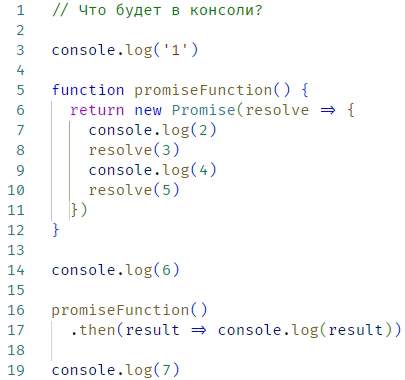 1 // Что будет в консоли?
2
3 console.log('1')
4
5 function promiseFunction() {
6   return new Promise(resolve => {
7     console.log(2)
8     resolve(3)
9     console.log(4)
10     resolve(5)
11   })
12 }
13
14 console.log(6)
15
16 promiseFunction()
17   .then(result => console.log(result))
18
19 console.log(7)